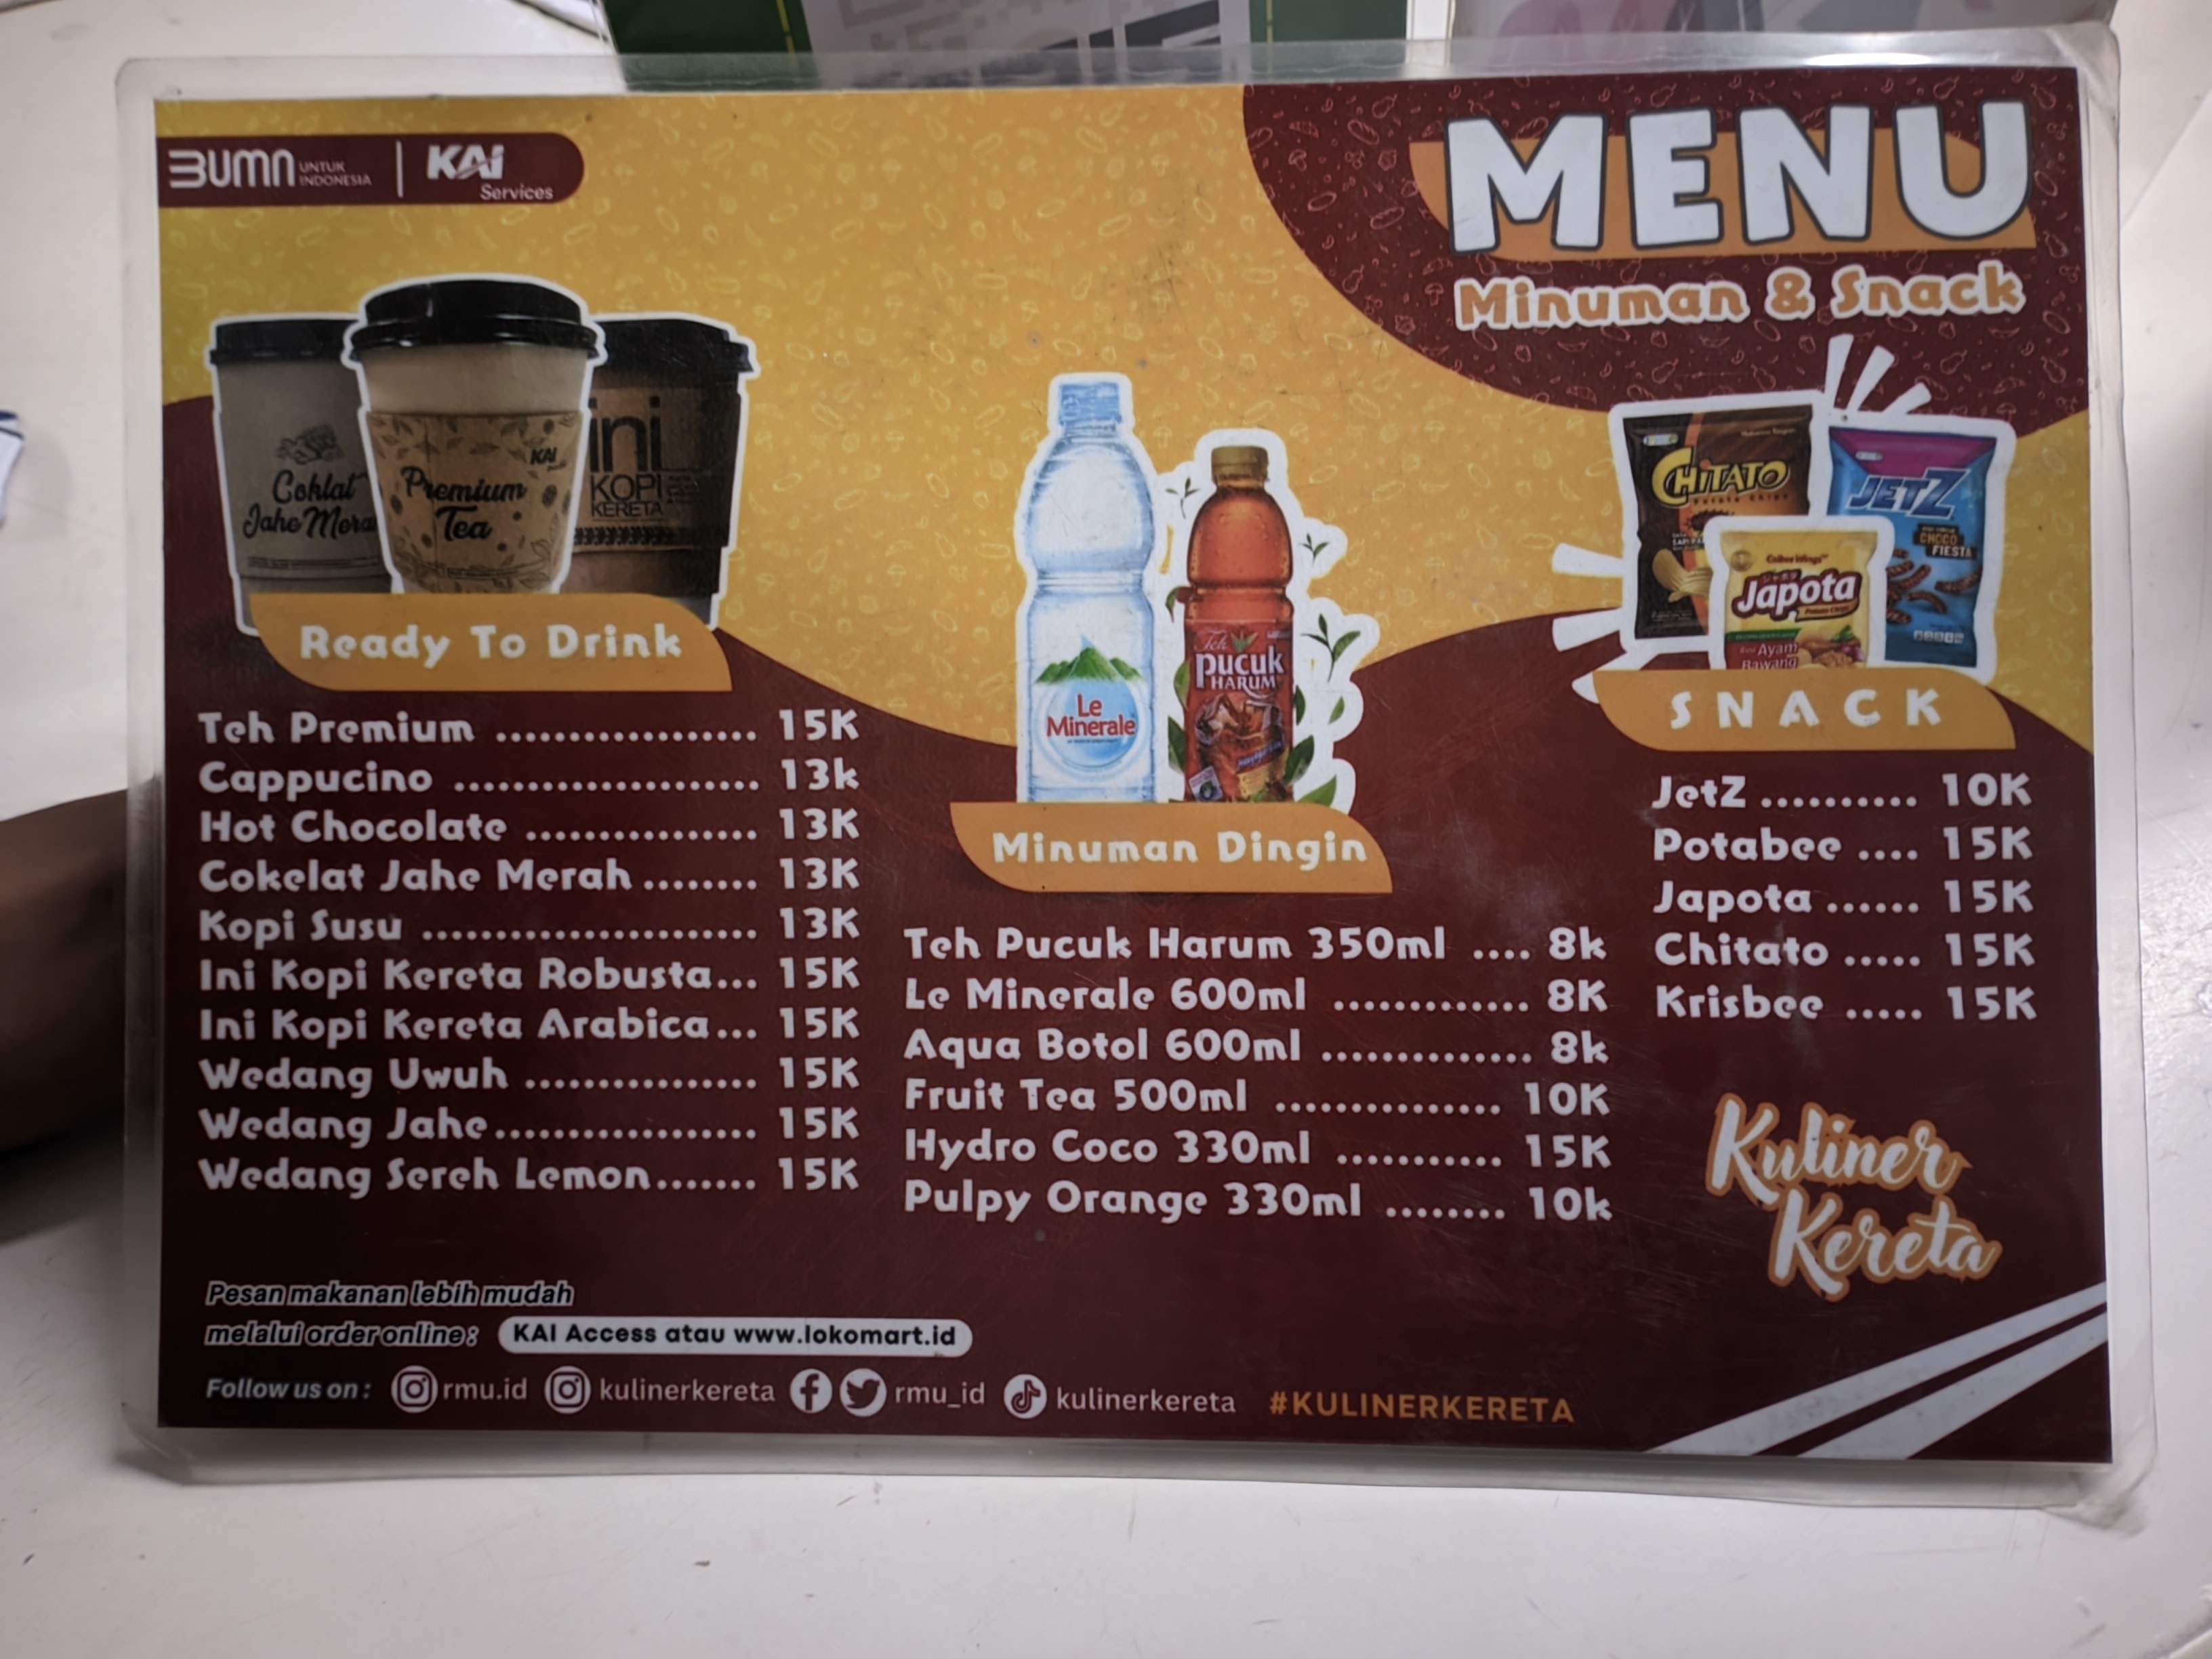 BUMN UNTUK INDONESIA
KAI Services
MENU
Minuman & Snack
Coklat
Jahe Mera
Premium
Tea
KAI
ini
KOPI
KERETA
Ready To Drink
Teh Premium .................. 15K
Cappucino ..................... 13k
Hot Chocolate ................ 13K
Cokelat Jahe Merah ........ 13K
Kopi Susu ....................... 13K
Ini Kopi Kereta Robusta... 15K
Ini Kopi Kereta Arabica... 15K
Wedang Uwuh ................ 15K
Wedang Jahe.................. 15K
Wedang Sereh Lemon....... 15K
Le
Minerale
Teh
pucuk
HARUM
Minuman Dingin
Teh Pucuk Harum 350ml .... 8k
Le Minerale 600ml ............. 8K
Aqua Botol 600ml .............. 8k
Fruit Tea 500ml ............... 10K
Hydro Coco 330ml ........... 15K
Pulpy Orange 330ml ........ 10k
CHITATO
Potato Chips
JETZ
CHOCO
FIESTA
Japota
Potato Chips
Ayam
Bawang
SNACK
JetZ .......... 10K
Potabee .... 15K
Japota ...... 15K
Chitato ..... 15K
Krisbee ..... 15K
Kuliner
Kereta
Pesan makanan lebih mudah
melalui order online : KAI Access atau www.lokomart.id
Follow us on : rmu.id kulinerkereta rmu_id kulinerkereta #KULINERKERETA